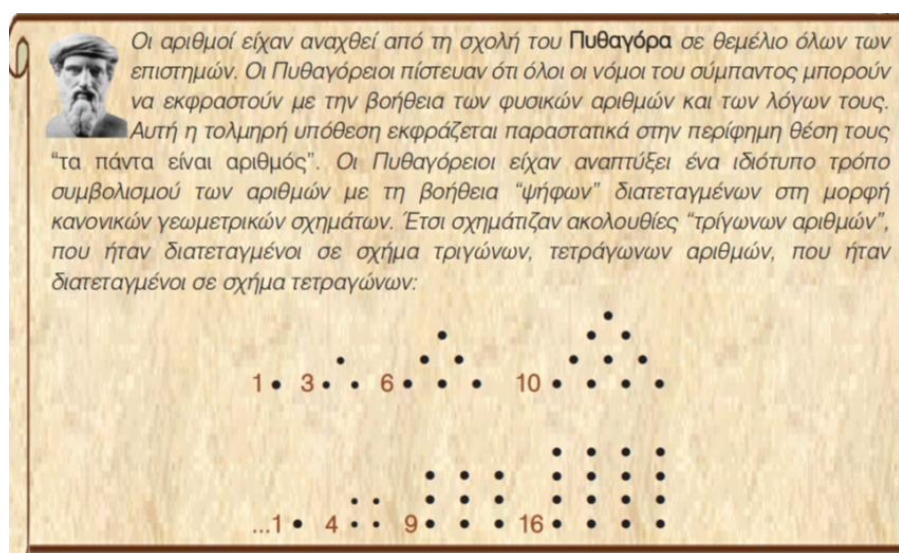 Οι αριθμοί είχαν αναχθεί από τη σχολή του Πυθαγόρα σε θεμέλιο όλων των
επιστημών. Οι Πυθαγόρειοι πίστευαν ότι όλοι οι νόμοι του σύμπαντος μπορούν
να εκφραστούν με την βοήθεια των φυσικών αριθμών και των λόγων τους.
Αυτή η τολμηρή υπόθεση εκφράζεται παραστατικά στην περίφημη θέση τους
“τα πάντα είναι αριθμός”. Οι Πυθαγόρειοι είχαν αναπτύξει ένα ιδιότυπο τρόπο
συμβολισμού των αριθμών με τη βοήθεια “ψήφων” διατεταγμένων στη μορφή
κανονικών γεωμετρικών σχημάτων. Έτσι σχημάτιζαν ακολουθίες “τρίγωνων αριθμών”,
που ήταν διατεταγμένοι σε σχήμα τριγώνων, τετράγωνων αριθμών, που ήταν
διατεταγμένοι σε σχήμα τετραγώνων:
1 3 6 10
...1 4 9 16